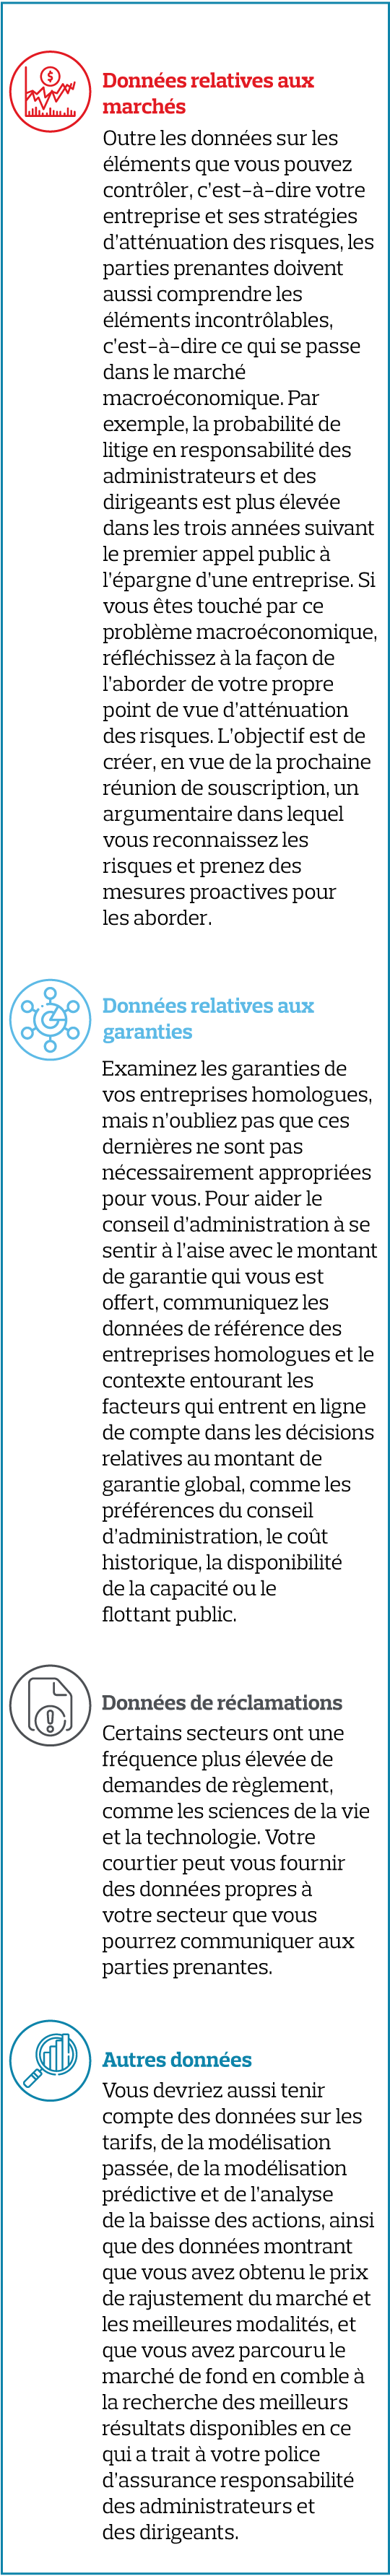 Données relatives aux
marchés
Outre les données sur les
éléments que vous pouvez
contrôler, c’est-à-dire votre
entreprise et ses stratégies
d’atténuation des risques, les
parties prenantes doivent
aussi comprendre les
éléments incontrôlables,
c’est-à-dire ce qui se passe
dans le marché
macroéconomique. Par
exemple, la probabilité de
litige en responsabilité des
administrateurs et des
dirigeants est plus élevée
dans les trois années suivant
le premier appel public à
l’épargne d’une entreprise. Si
vous êtes touché par ce
problème macroéconomique,
réfléchissez à la façon de
l’aborder de votre propre
point de vue d’atténuation
des risques. L’objectif est de
créer, en vue de la prochaine
réunion de souscription, un
argumentaire dans lequel
vous reconnaissez les
risques et prenez des
mesures proactives pour
les aborder.
Données relatives aux
garanties
Examinez les garanties de
vos entreprises homologues,
mais n’oubliez pas que ces
dernières ne sont pas
nécessairement appropriées
pour vous. Pour aider le
conseil d’administration à se
sentir à l’aise avec le montant
de garantie qui vous est
offert, communiquez les
données de référence des
entreprises homologues et le
contexte entourant les
facteurs qui entrent en ligne
de compte dans les décisions
relatives au montant de
garantie global, comme les
préférences du conseil
d’administration, le coût
historique, la disponibilité
de la capacité ou le
flottant public.
Données de réclamations
Certains secteurs ont une
fréquence plus élevée de
demandes de règlement,
comme les sciences de la vie
et la technologie. Votre
courtier peut vous fournir
des données propres à
votre secteur que vous
pourrez communiquer aux
parties prenantes.
Autres données
Vous devriez aussi tenir
compte des données sur les
tarifs, de la modélisation
passée, de la modélisation
prédictive et de l’analyse
de la baisse des actions, ainsi
que des données montrant
que vous avez obtenu le prix
de rajustement du marché et
les meilleures modalités, et
que vous avez parcouru le
marché de fond en comble à
la recherche des meilleurs
résultats disponibles en ce
qui a trait à votre police
d’assurance responsabilité
des administrateurs et
des dirigeants.